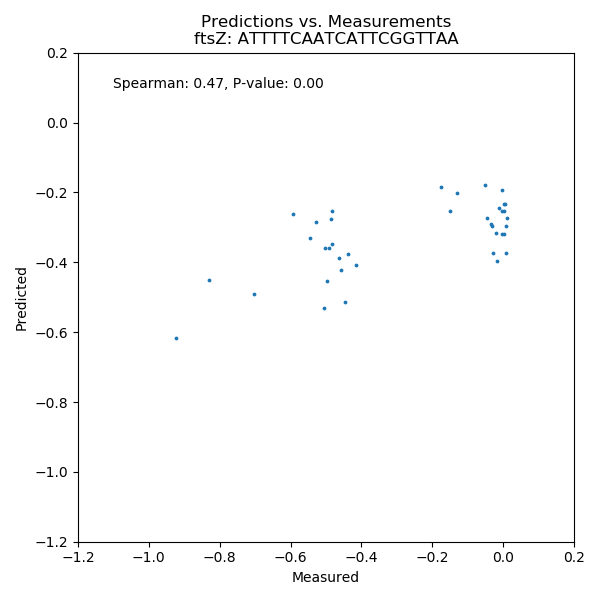 Predictions vs. Measurements
ftsZ: ATTTTCAATCATTCGGTTAA
Spearman: 0.47, P-value: 0.00
0.2
0.0
−0.2
−0.4
−0.6
−0.8
−1.0
−1.2
Predicted
−1.2 −1.0 −0.8 −0.6 −0.4 −0.2 0.0 0.2
Measured